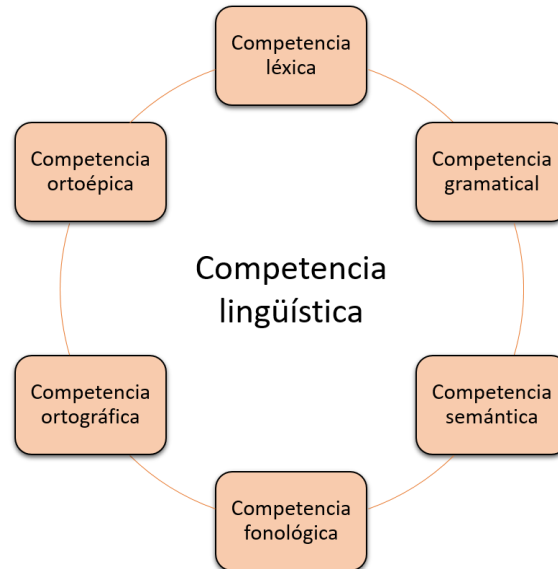 Competencia
léxica
Competencia
gramatical
Competencia
semántica
Competencia
fonológica
Competencia
ortográfica
Competencia
ortoépica
Competencia
lingüística